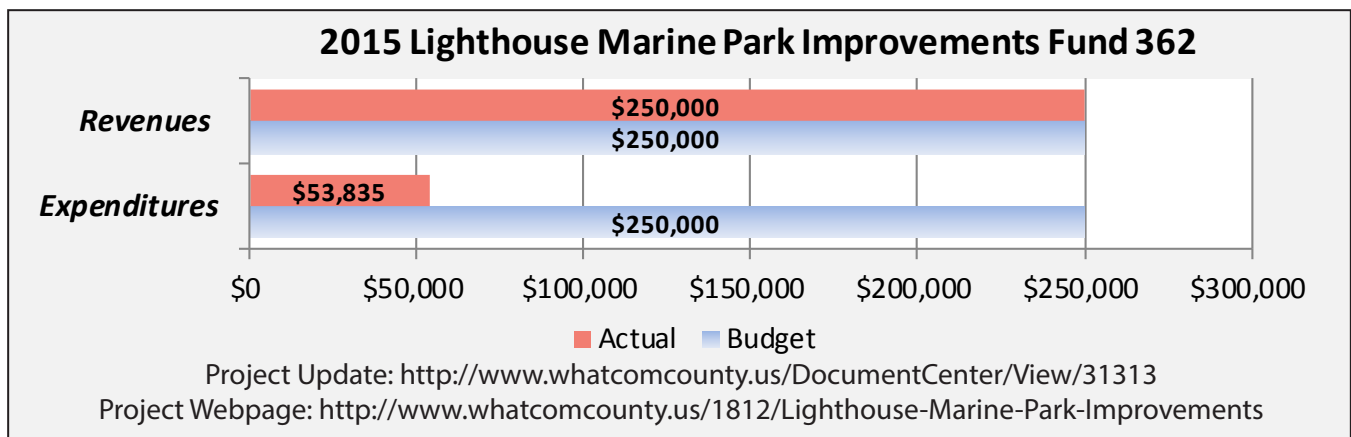 2015 Lighthouse Marine Park Improvements Fund 362
Revenues
$250,000
$250,000
Expenditures
$53,835
$250,000
$0 $50,000 $100,000 $150,000 $200,000 $250,000 $300,000
Actual Budget
Project Update: http://www.whatcomcounty.us/DocumentCenter/View/31313
Project Webpage: http://www.whatcomcounty.us/1812/Lighthouse-Marine-Park-Improvements